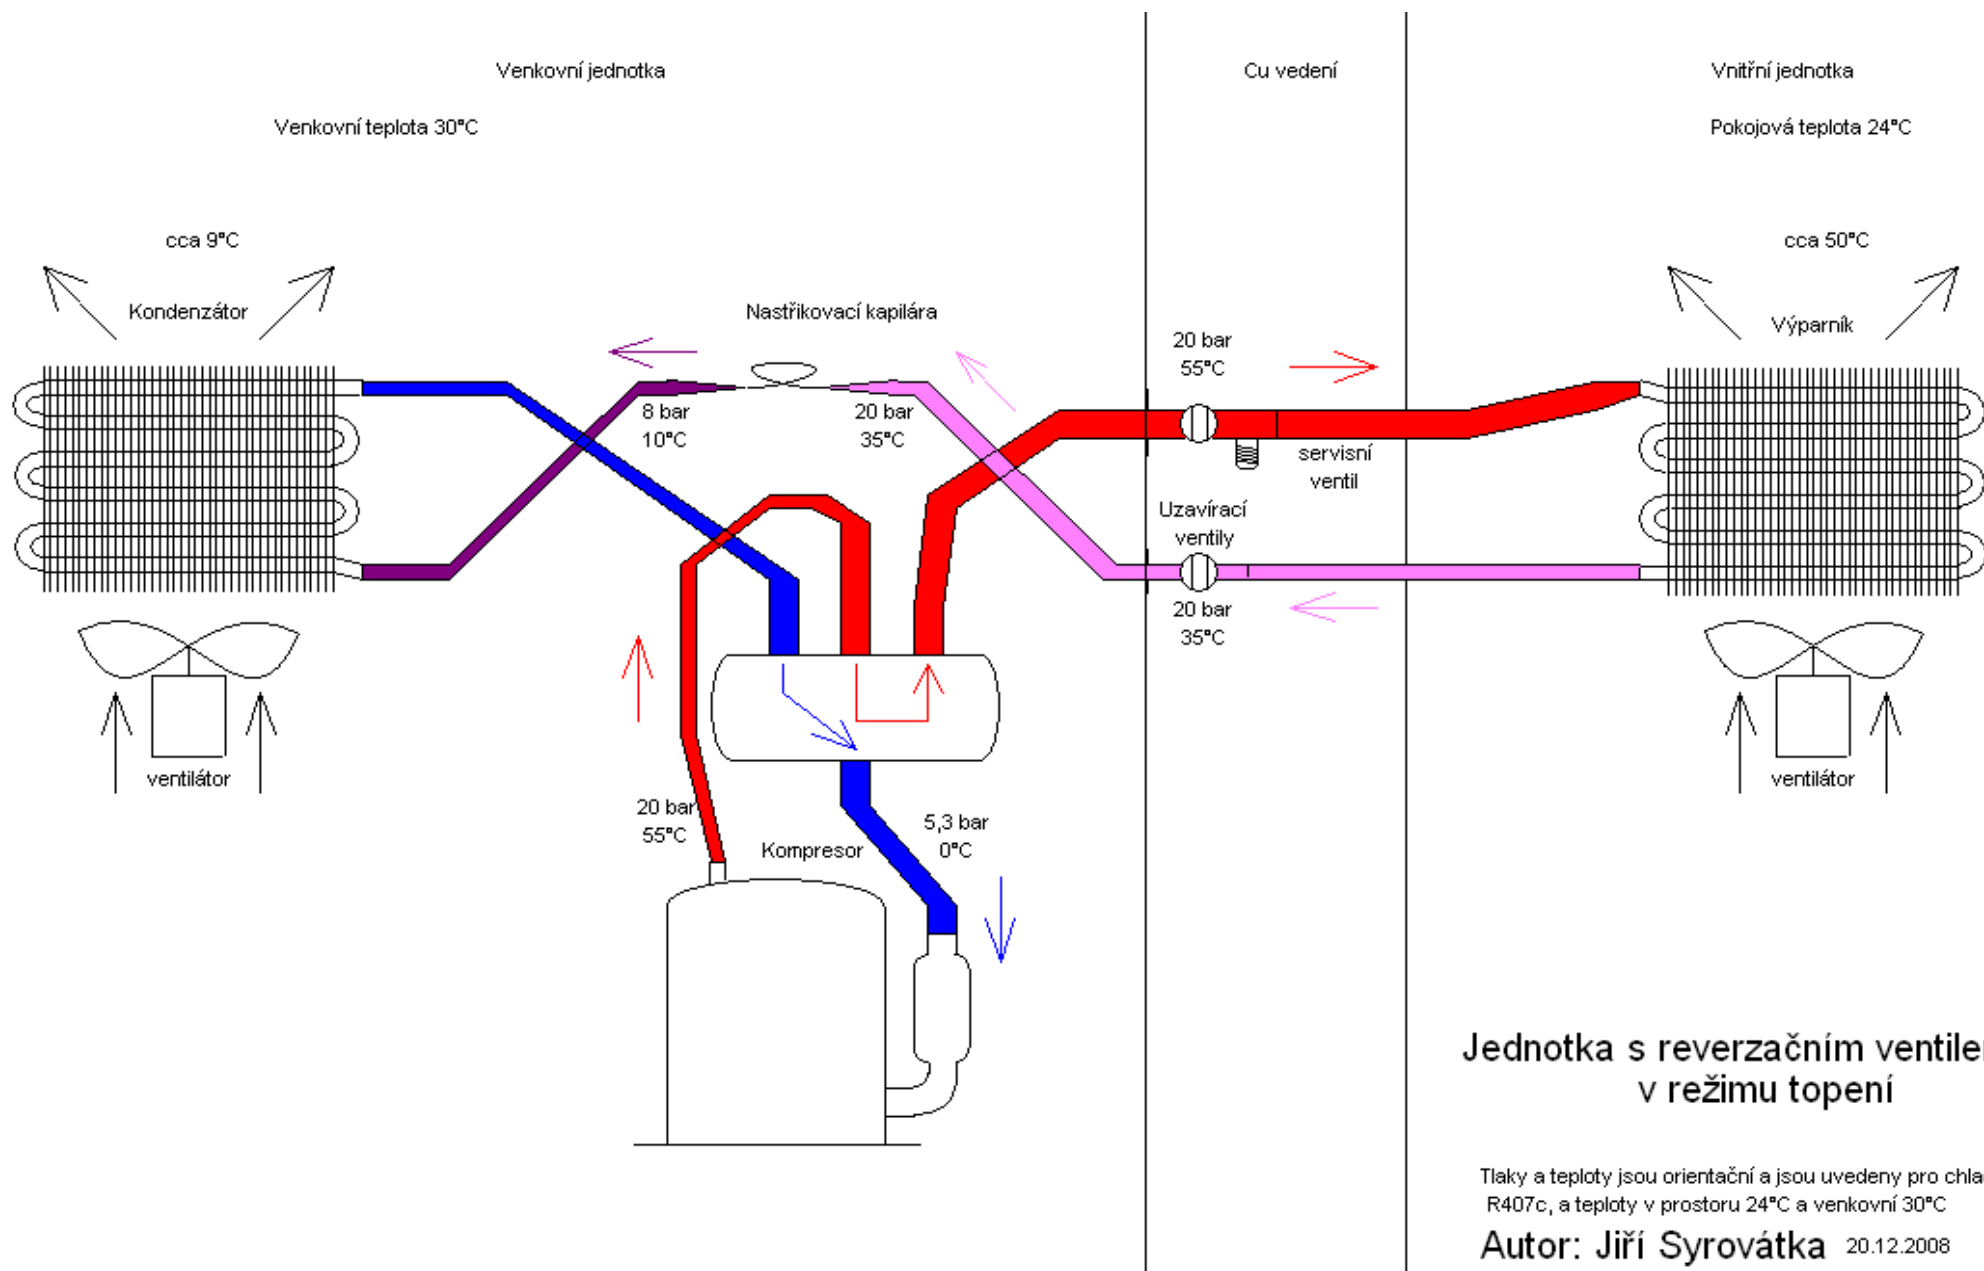 Venkovní jednotka
Cu vedení
Vnitřní jednotka
Venkovní teplota 30°C
Pokojová teplota 24°C
cca 9°C
cca 50°C
Kondenzátor
Nastřikovací kapilára
Výparník
20 bar
55°C
8 bar
10°C
20 bar
35°C
servisní
ventil
Uzavírací
ventily
20 bar
35°C
ventilátor
ventilátor
20 bar
55°C
5,3 bar
0°C
Kompresor
Jednotka s reverzačním ventile
v režimu topení
Tlaky a teploty jsou orientační a jsou uvedeny pro chla
R407c, a teploty v prostoru 24°C a venkovní 30°C
Autor: Jiří Syrovátka 20.12.2008